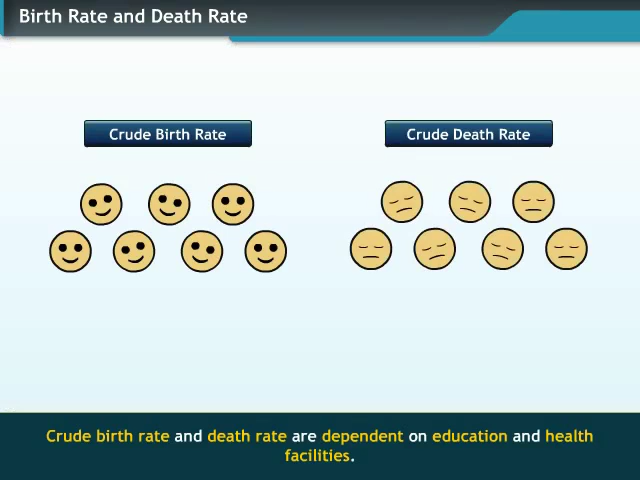 Birth Rate and Death Rate
Crude Birth Rate
Crude Death Rate
Crude birth rate and death rate are dependent on education and health
facilities.